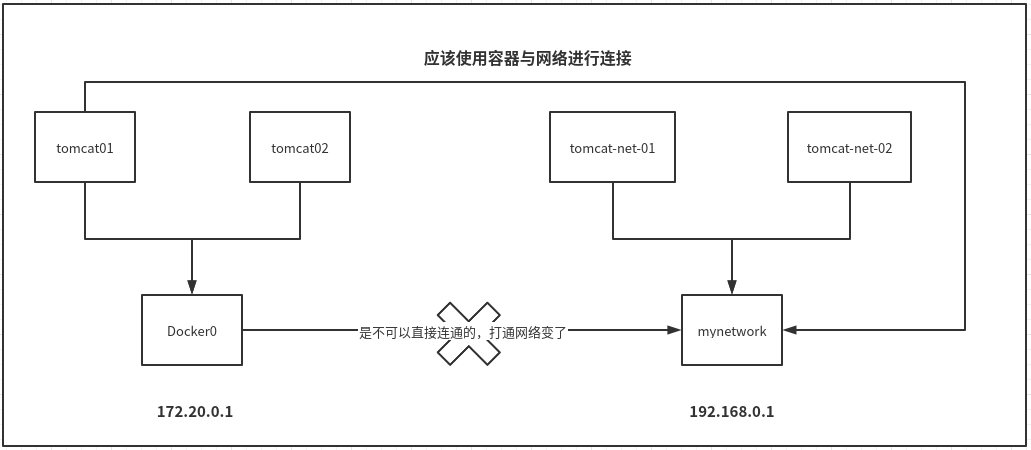 应该使用容器与网络进行连接
tomcat01
tomcat02
tomcat-net-01
tomcat-net-02
Docker0
是不可以直接连通的，打通网络变了
mynetwork
172.20.0.1
192.168.0.1